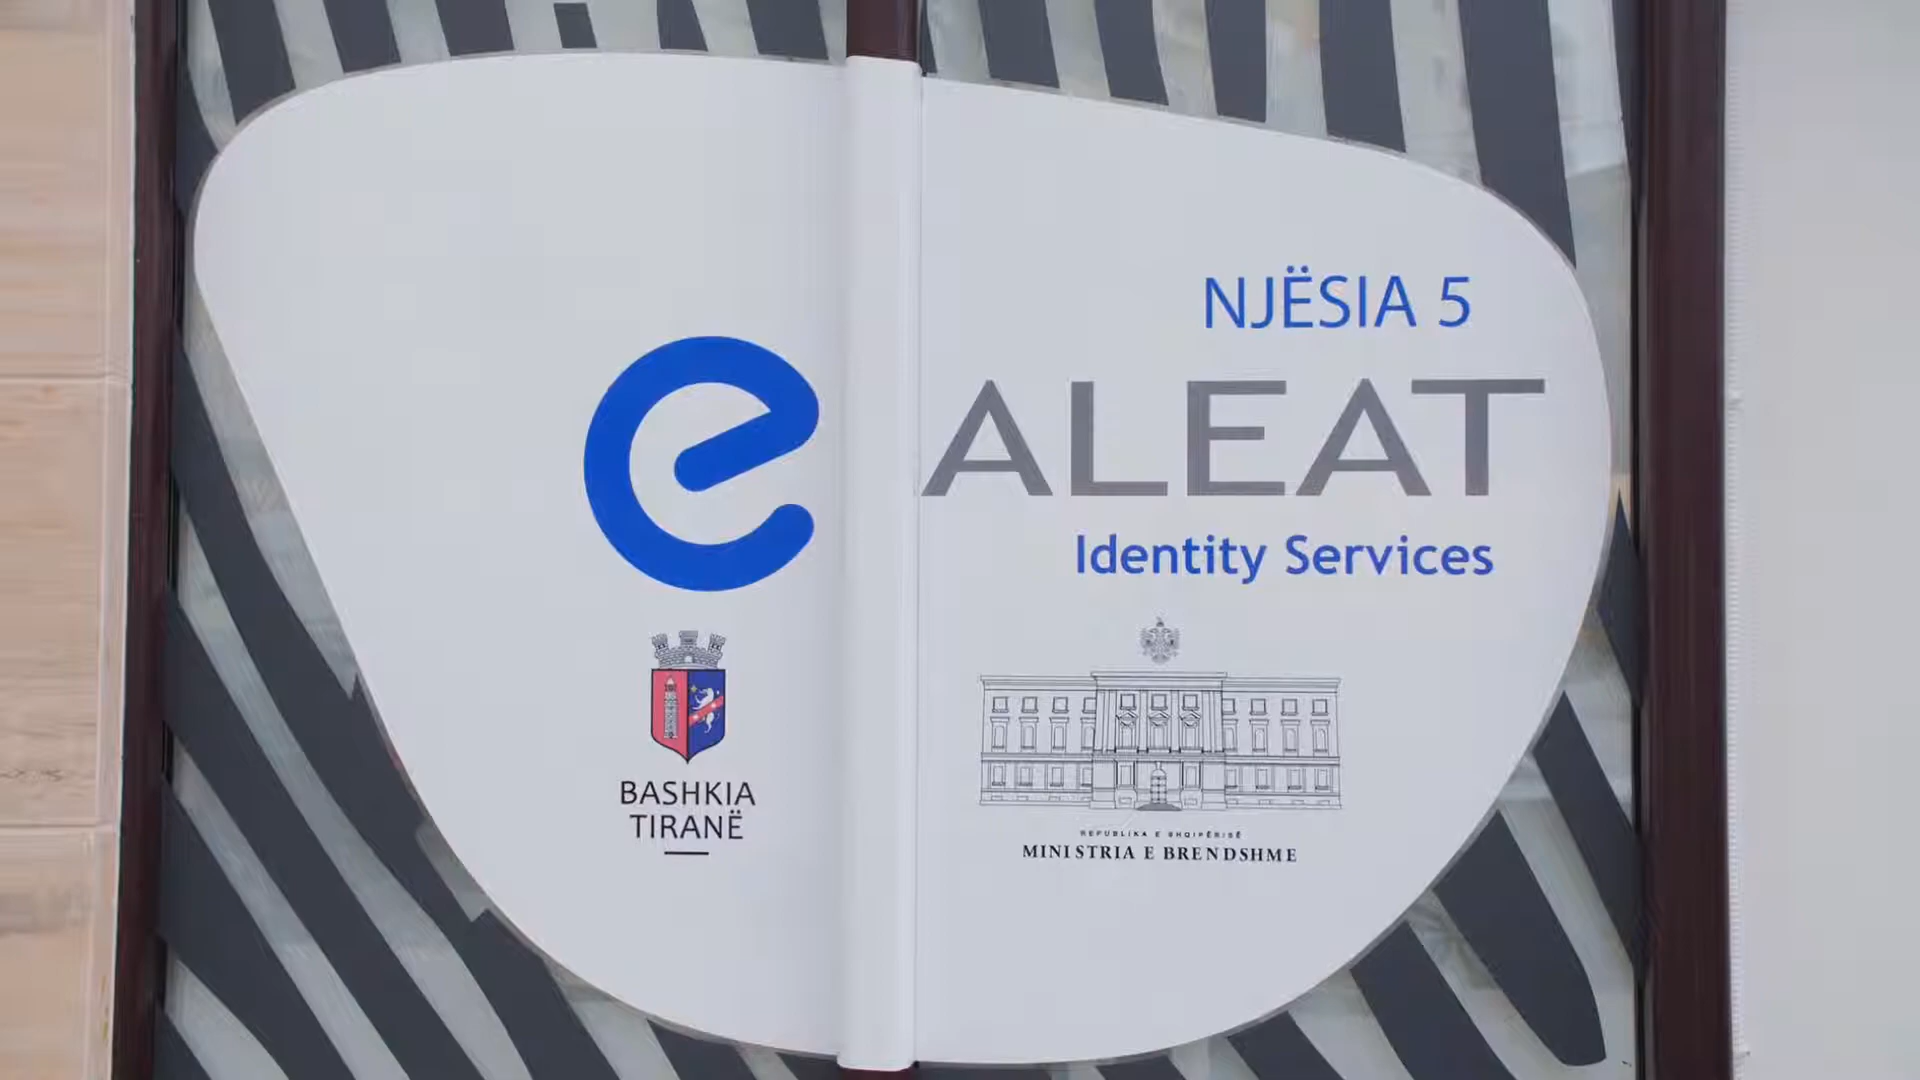 NJËSIA 5
e ALEAT
Identity Services
BASHKIA
TIRANË
REPUBLIKA E SHQIPËRISË
MINISTRIA E BRENDSHME